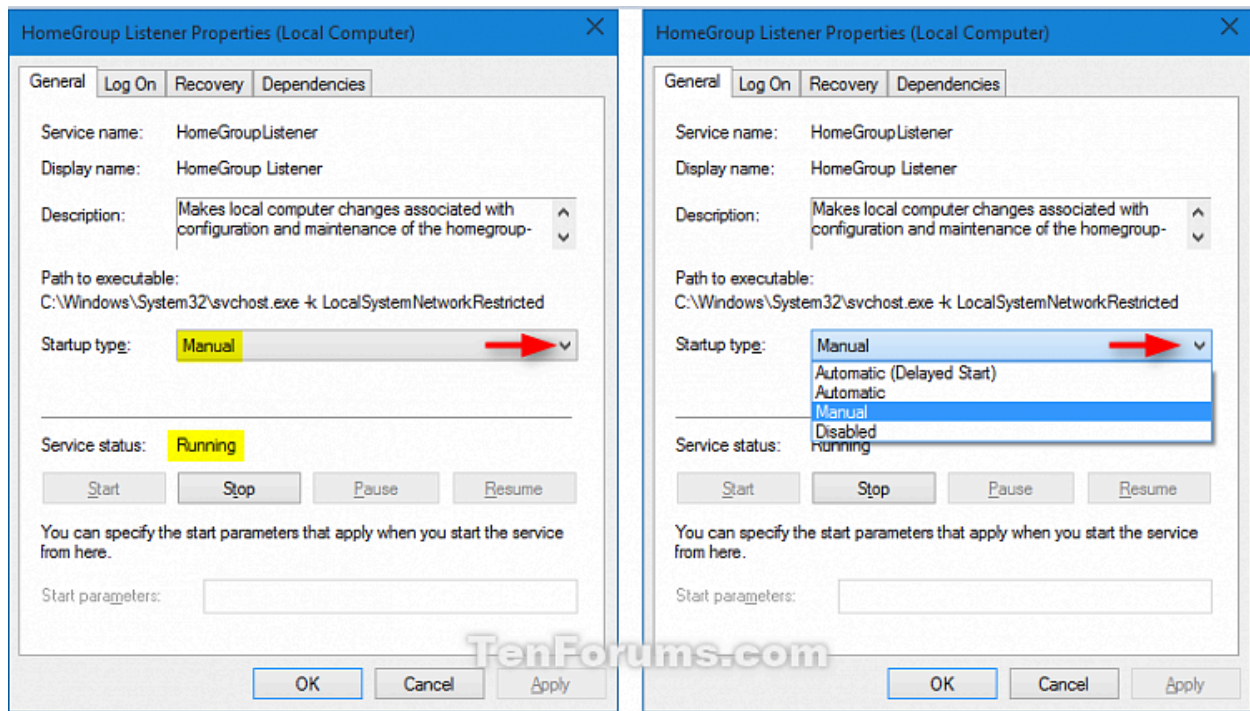 HomeGroup Listener Properties (Local Computer)
General Log On Recovery Dependencies
Service name: HomeGroupListener
Display name: HomeGroup Listener
Description: Makes local computer changes associated with
configuration and maintenance of the homegroup-
Path to executable:
C:\Windows\System32\svchost.exe -k LocalSystemNetworkRestricted
Startup type: Manual
Service status: Running
Start Stop Pause Resume
You can specify the start parameters that apply when you start the service
from here.
Start parameters:
OK Cancel Apply
HomeGroup Listener Properties (Local Computer)
General Log On Recovery Dependencies
Service name: HomeGroupListener
Display name: HomeGroup Listener
Description: Makes local computer changes associated with
configuration and maintenance of the homegroup-
Path to executable:
C:\Windows\System32\svchost.exe -k LocalSystemNetworkRestricted
Startup type: Manual
Automatic (Delayed Start)
Automatic
Manual
Disabled
Service status: Running
Start Stop Pause Resume
You can specify the start parameters that apply when you start the service
from here.
Start parameters:
OK Cancel Apply
TenForums.com